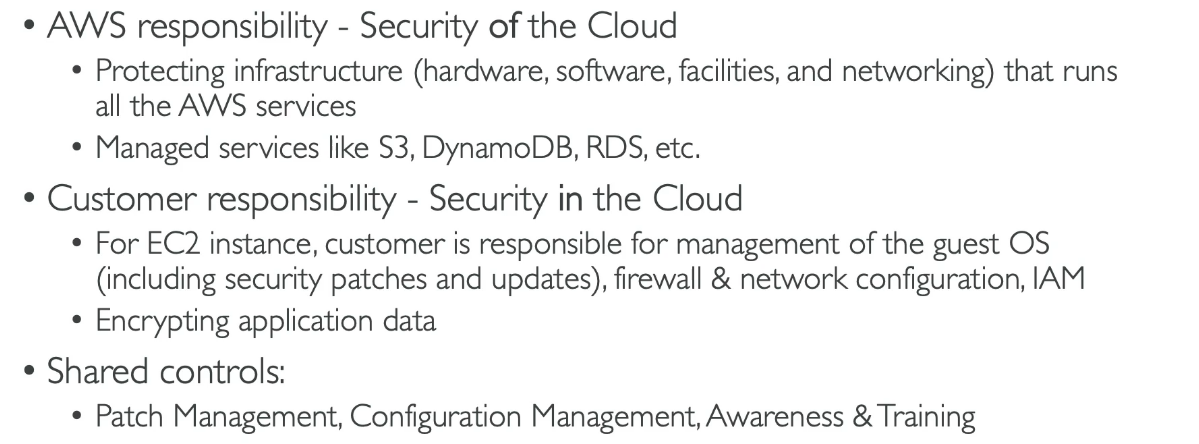 • AWS responsibility - Security of the Cloud
• Protecting infrastructure (hardware, software, facilities, and networking) that runs
all the AWS services
• Managed services like S3, DynamoDB, RDS, etc.
• Customer responsibility - Security in the Cloud
• For EC2 instance, customer is responsible for management of the guest OS
(including security patches and updates), firewall & network configuration, IAM
• Encrypting application data
• Shared controls:
• Patch Management, Configuration Management, Awareness & Training